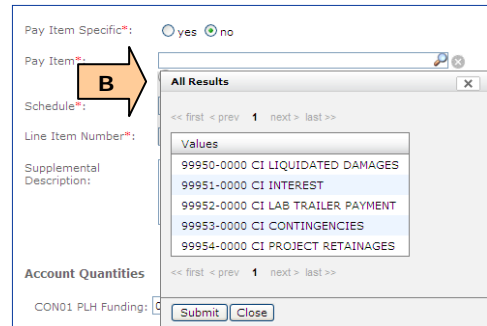 Pay Item Specific*: yes no
Pay Item*:
B
All Results
x
Schedule*:
<< first < prev 1 next > last >>
Line Item Number*:
Values
Supplemental
Description:
99950-0000 CI LIQUIDATED DAMAGES
99951-0000 CI INTEREST
99952-0000 CI LAB TRAILER PAYMENT
99953-0000 CI CONTINGENCIES
99954-0000 CI PROJECT RETAINAGES
<< first < prev 1 next > last >>
Account Quantities
CON01 PLH Funding:
Submit Close